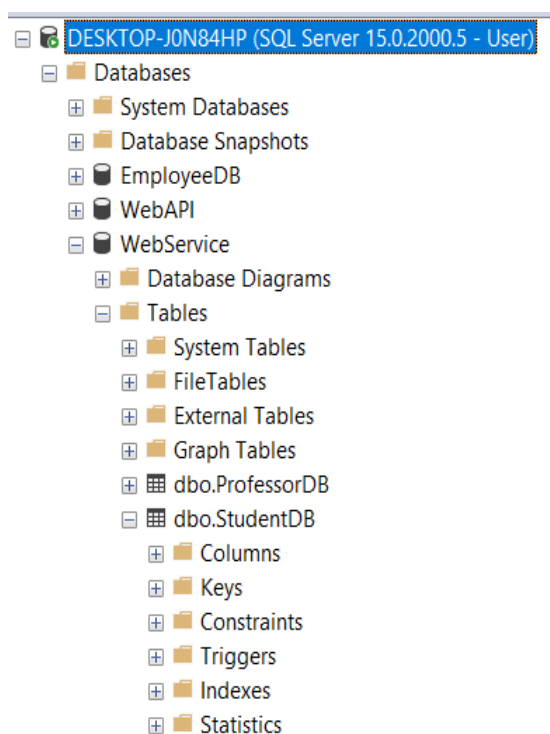 DESKTOP-J0N84HP (SQL Server 15.0.2000.5 - User)
Databases
System Databases
Database Snapshots
EmployeeDB
WebAPI
WebService
Database Diagrams
Tables
System Tables
FileTables
External Tables
Graph Tables
dbo.ProfessorDB
dbo.StudentDB
Columns
Keys
Constraints
Triggers
Indexes
Statistics